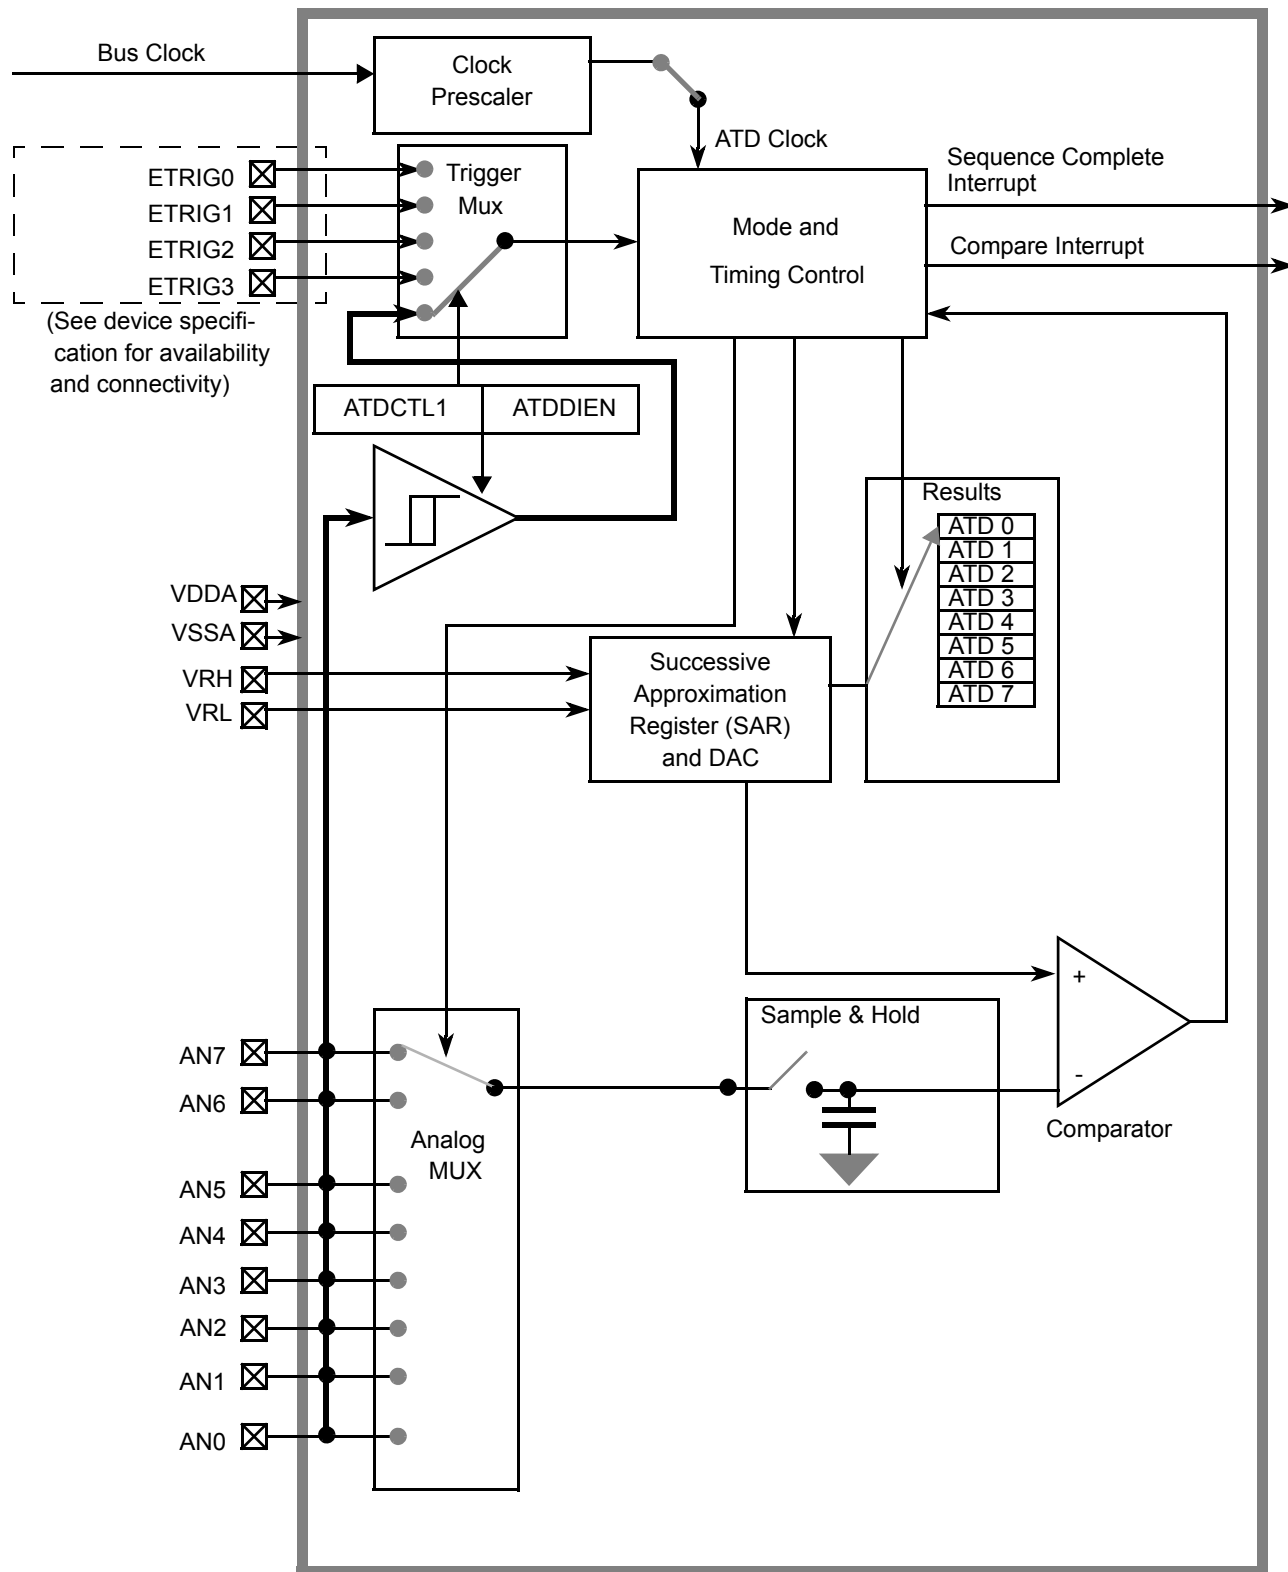 Bus Clock
Clock
Prescaler
ATD Clock
ETRIG0
ETRIG1
ETRIG2
ETRIG3
(See device specifi-
cation for availability
and connectivity)
Trigger
Mux
Mode and
Timing Control
Sequence Complete
Interrupt
Compare Interrupt
ATDCTL1
ATDDIEN
Results
ATD 0
ATD 1
ATD 2
ATD 3
ATD 4
ATD 5
ATD 6
ATD 7
VDDA
VSSA
VRH
VRL
Successive
Approximation
Register (SAR)
and DAC
+
-
Comparator
Sample & Hold
AN7
AN6
AN5
AN4
AN3
AN2
AN1
AN0
Analog
MUX